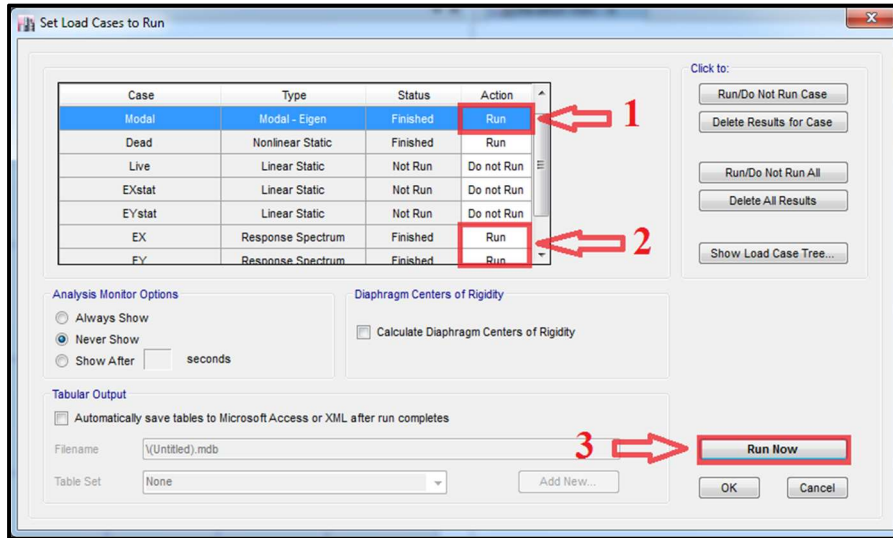 Set Load Cases to Run
Click to:
Case Type Status Action
Modal Modal - Eigen Finished Run
Dead Nonlinear Static Finished Run
Live Linear Static Not Run Do not Run
EXstat Linear Static Not Run Do not Run
EYstat Linear Static Not Run Do not Run
EX Response Spectrum Finished Run
EY Response Spectrum Finished Run
1
2
Run/Do Not Run Case
Delete Results for Case
Run/Do Not Run All
Delete All Results
Show Load Case Tree...
Analysis Monitor Options
Always Show
Never Show
Show After seconds
Diaphragm Centers of Rigidity
Calculate Diaphragm Centers of Rigidity
Tabular Output
Automatically save tables to Microsoft Access or XML after run completes
Filename \(Untitled).mdb
Table Set None Add New...
3
Run Now
OK Cancel